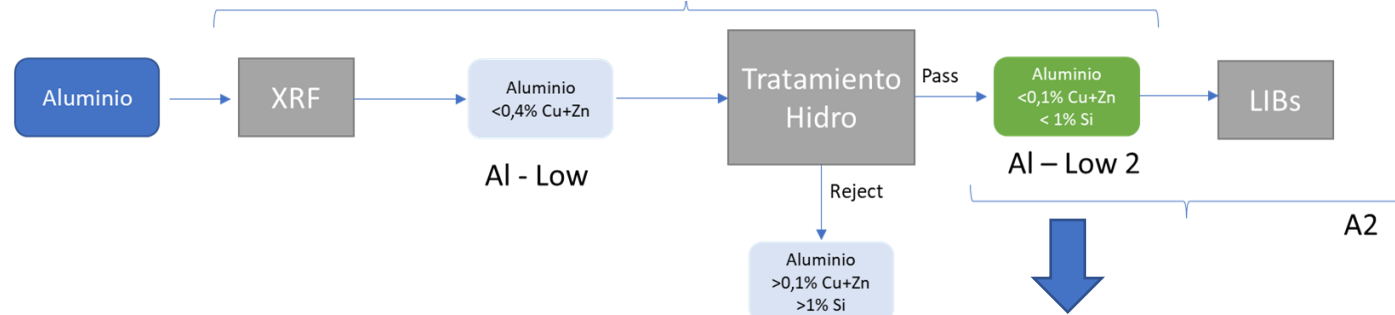 Aluminio
XRF
Aluminio
<0,4% Cu+Zn
Al - Low
Tratamiento
Hidro
Pass
Aluminio
<0,1% Cu+Zn
< 1% Si
Al – Low 2
LIBs
Reject
A2
Aluminio
>0,1% Cu+Zn
>1% Si